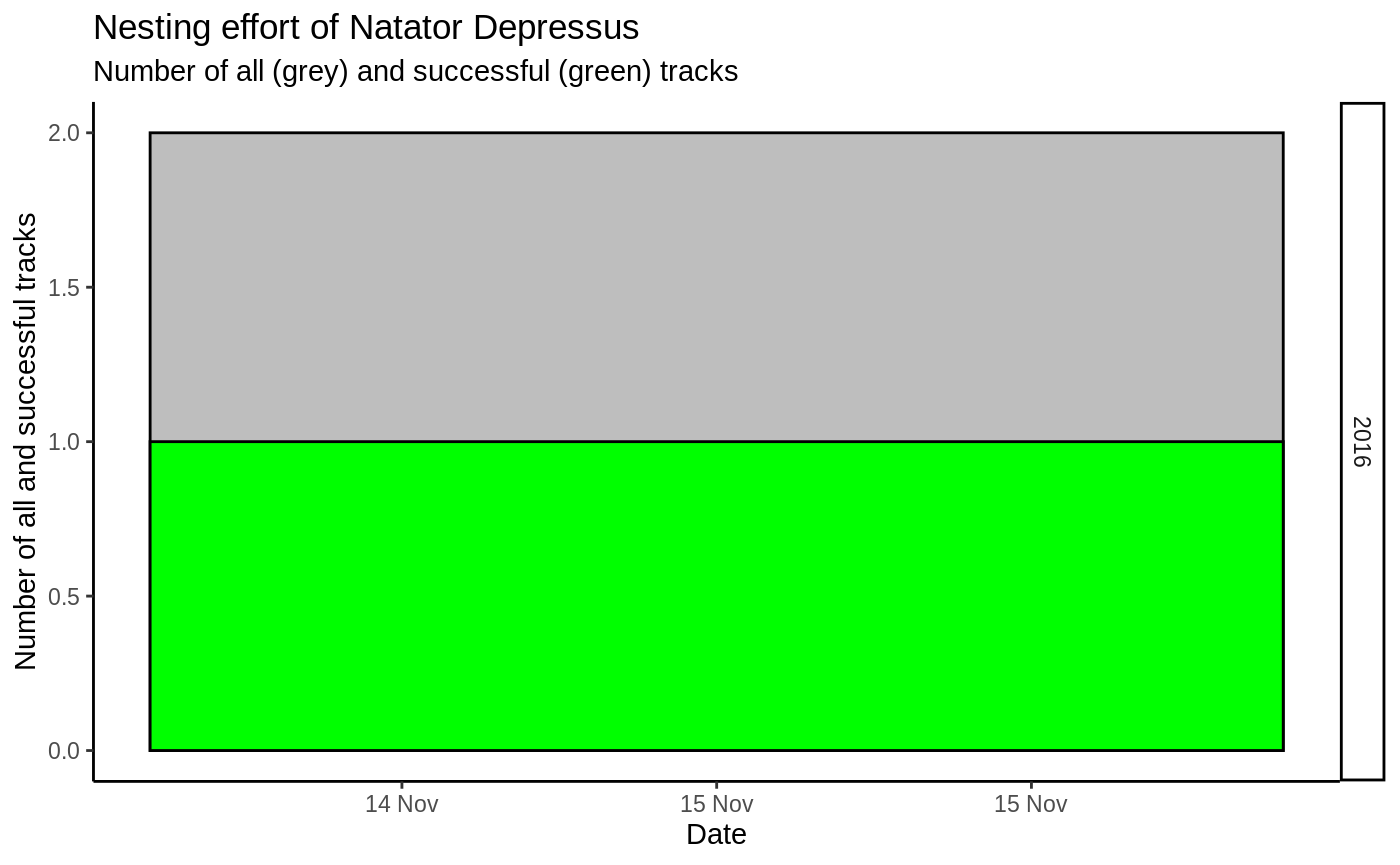 Nesting effort of Natator Depressus
Number of all (grey) and successful (green) tracks
Number of all and successful tracks
2.0
1.5
1.0
0.5
0.0
2016
14 Nov
15 Nov
15 Nov
Date